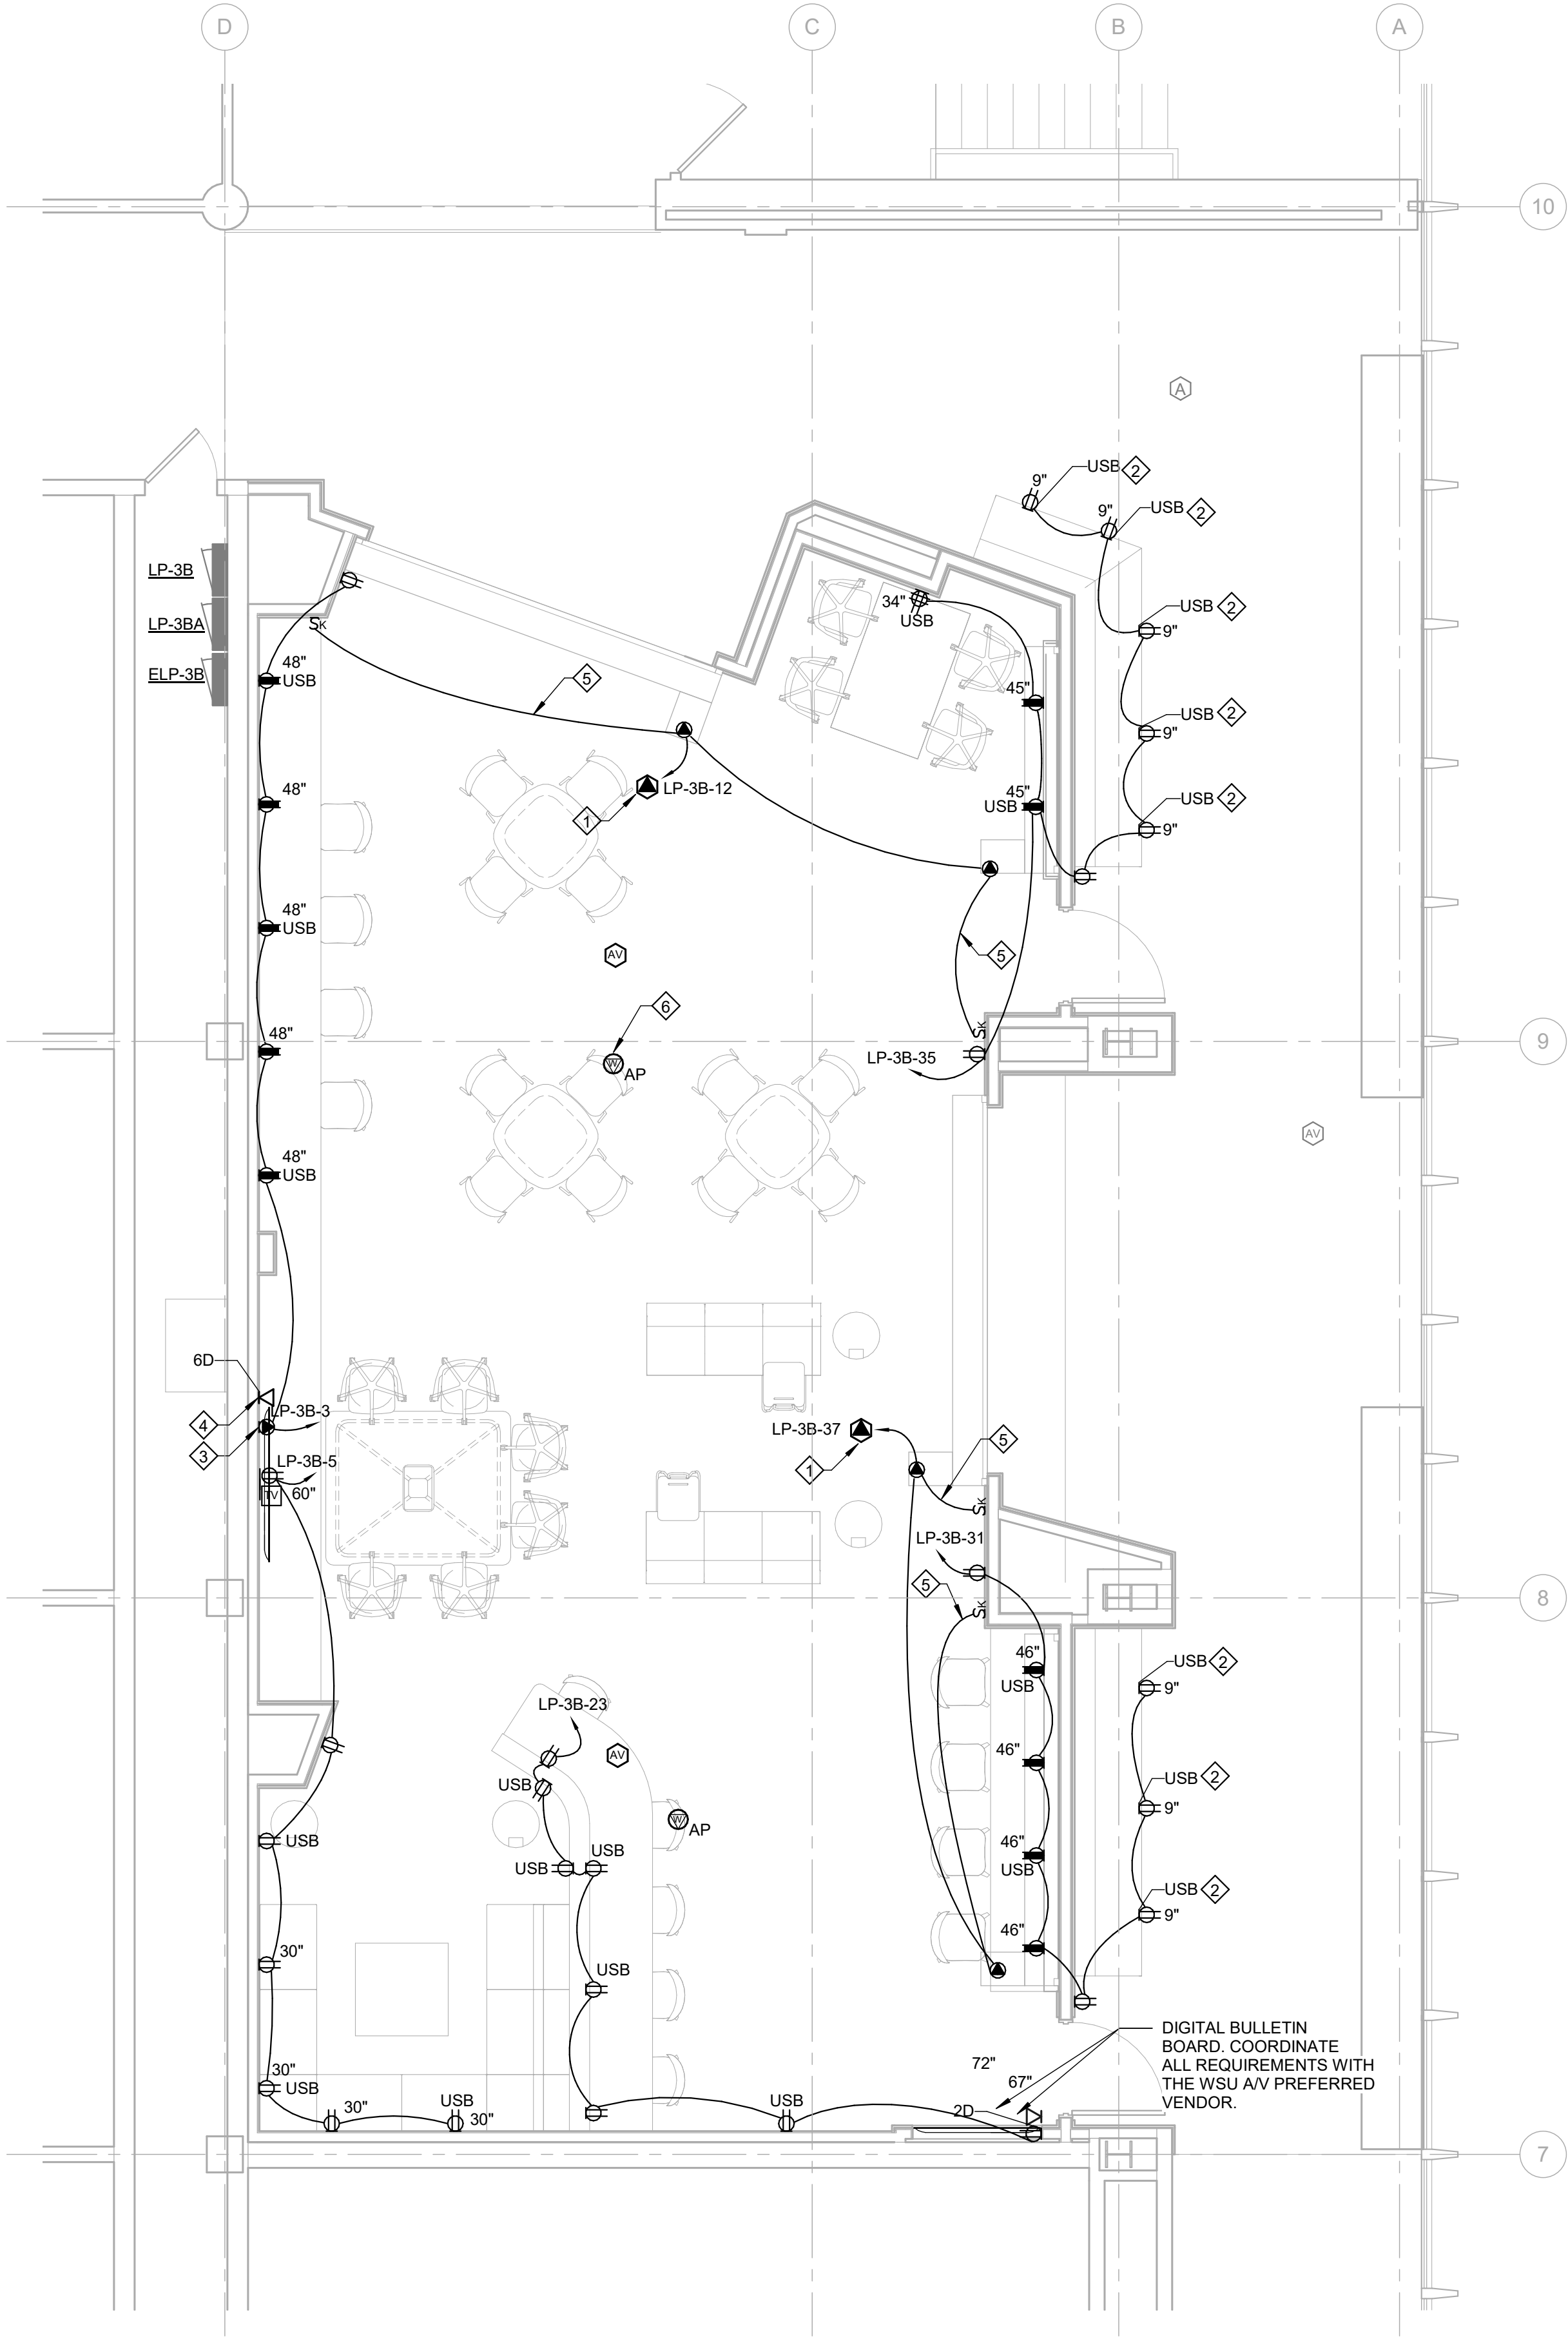 D
C
B
A
10
A
USB 2
9"
9"
USB 2
LP-3B
USB 2
34"
9"
USB
LP-3BA
SK
48"
ELP-3B
USB
5
45"
USB 2
9"
48"
LP-3B-12
45"
USB
USB 2
1
9"
48"
USB
AV
5
6
48"
SK
9
LP-3B-35
W
AP
AV
48"
USB
6D
LP-3B-3
4
3
LP-3B-37
5
LP-3B-5
1
TV
60"
SK
LP-3B-31
5
8
SK
46"
USB
USB 2
9"
LP-3B-23
AV
46"
USB
USB 2
9"
W
AP
USB
USB
USB
46"
USB
USB 2
9"
30"
USB
46"
DIGITAL BULLETIN
BOARD. COORDINATE
ALL REQUIREMENTS WITH
THE WSU A/V PREFERRED
VENDOR.
72"
67"
30"
USB
30"
USB
30"
USB
2D
7